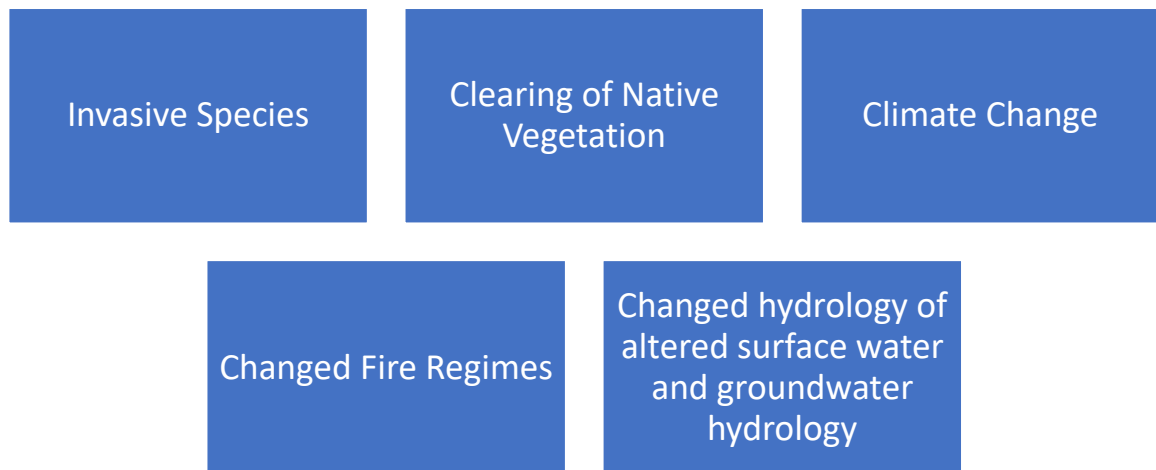 Invasive Species
Clearing of Native
Vegetation
Climate Change
Changed Fire Regimes
Changed hydrology of
altered surface water
and groundwater
hydrology